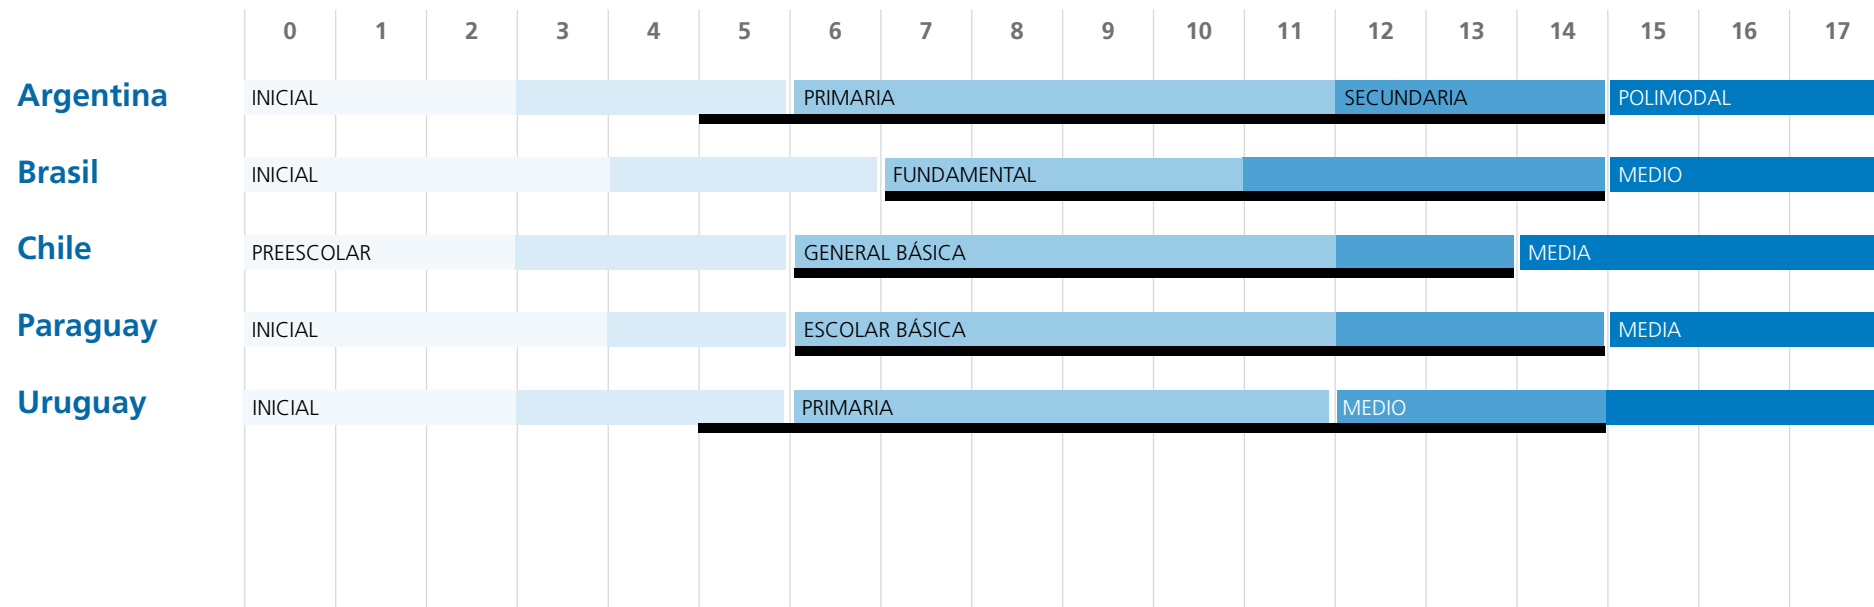 0 1 2 3 4 5 6 7 8 9 10 11 12 13 14 15 16 17
Argentina INICIAL PRIMARIA SECUNDARIA POLIMODAL
Brasil INICIAL FUNDAMENTAL MEDIO
Chile PREESCOLAR GENERAL BÁSICA MEDIA
Paraguay INICIAL ESCOLAR BÁSICA MEDIA
Uruguay INICIAL PRIMARIA MEDIO